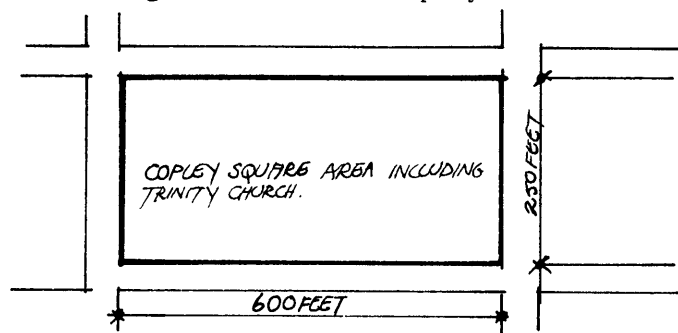 COPLEY SQUARE AREA INCLUDING
TRINITY CHURCH.
250 FEET
600 FEET